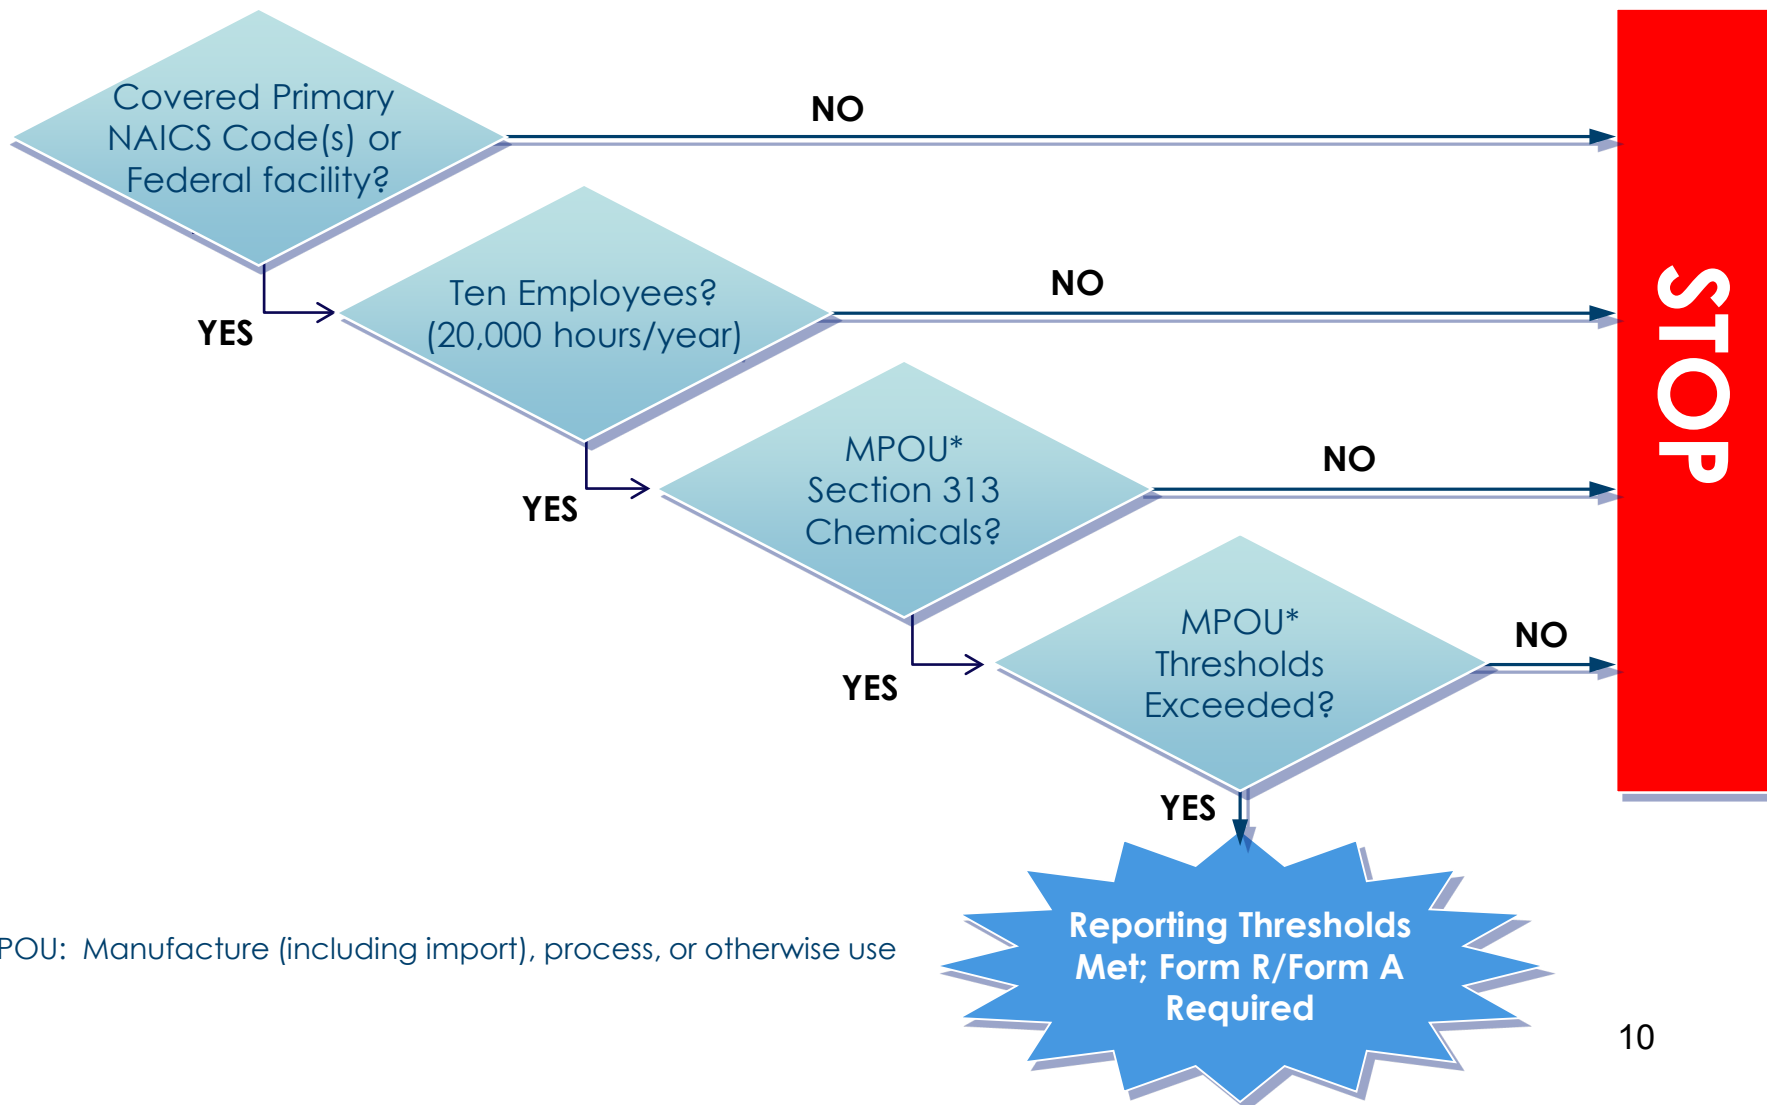 Covered Primary
NAICS Code(s) or
Federal facility?
NO
YES
Ten Employees?
(20,000 hours/year)
NO
YES
MPOU*
Section 313
Chemicals?
NO
YES
MPOU*
Thresholds
Exceeded?
NO
YES
STOP
Reporting Thresholds
Met; Form R/Form A
Required
POU: Manufacture (including import), process, or otherwise use
10